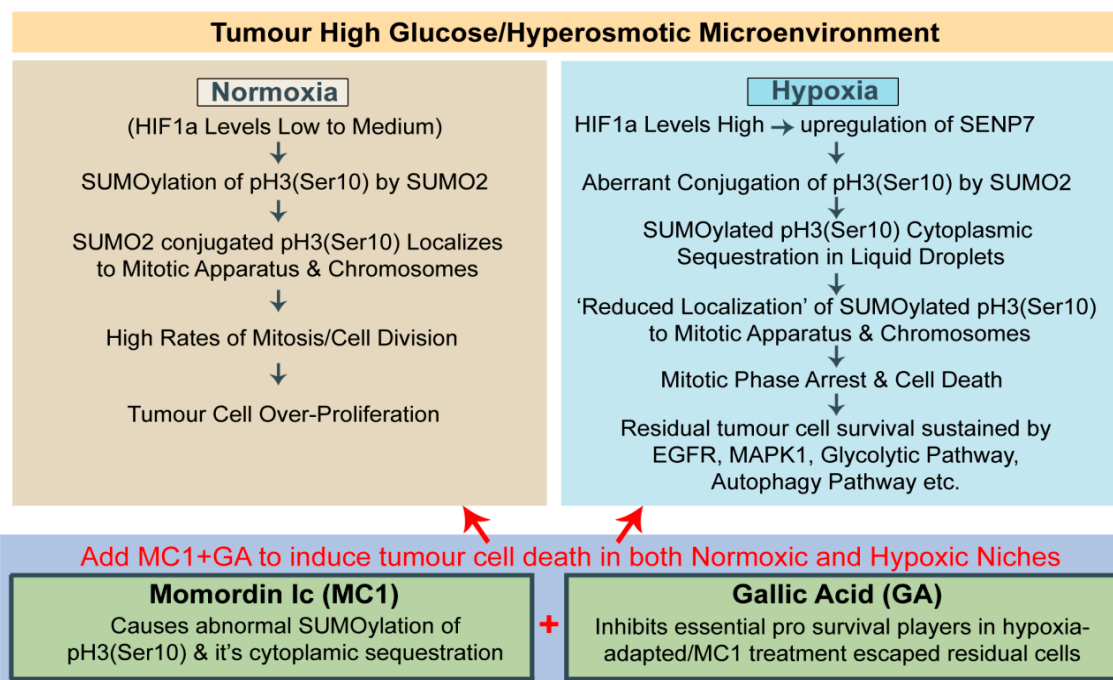 Tumour High Glucose/Hyperosmotic Microenvironment
Normoxia
(HIF1a Levels Low to Medium)
SUMOylation of pH3(Ser10) by SUMO2
SUMO2 conjugated pH3(Ser10) Localizes
to Mitotic Apparatus & Chromosomes
High Rates of Mitosis/Cell Division
Tumour Cell Over-Proliferation
Hypoxia
HIF1a Levels High → upregulation of SENP7
Aberrant Conjugation of pH3(Ser10) by SUMO2
SUMOylated pH3(Ser10) Cytoplasmic
Sequestration in Liquid Droplets
‘Reduced Localization’ of SUMOylated pH3(Ser10)
to Mitotic Apparatus & Chromosomes
Mitotic Phase Arrest & Cell Death
Residual tumour cell survival sustained by
EGFR, MAPK1, Glycolytic Pathway,
Autophagy Pathway etc.
Add MC1+GA to induce tumour cell death in both Normoxic and Hypoxic Niches
Momordin Ic (MC1)
Causes abnormal SUMOylation of
pH3(Ser10) & it’s cytoplamic sequestration
+
Gallic Acid (GA)
Inhibits essential pro survival players in hypoxia-
adapted/MC1 treatment escaped residual cells